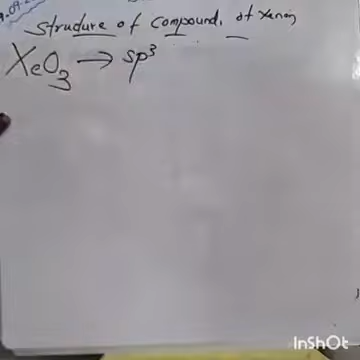 Structure of Compound, of Xenon
XeO3 → sp³
InShOt